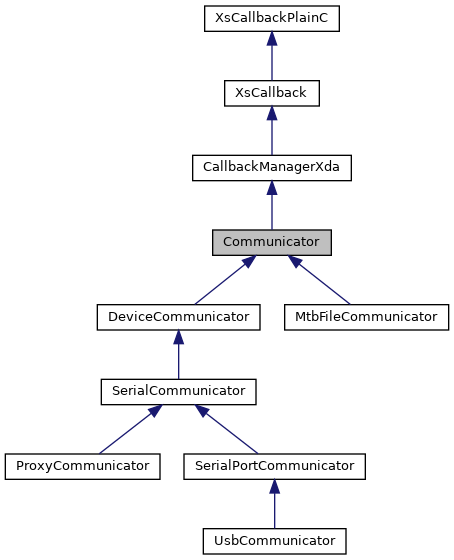 XsCallbackPlainC
XsCallback
CallbackManagerXda
Communicator
DeviceCommunicator
MtbFileCommunicator
SerialCommunicator
ProxyCommunicator
SerialPortCommunicator
UsbCommunicator